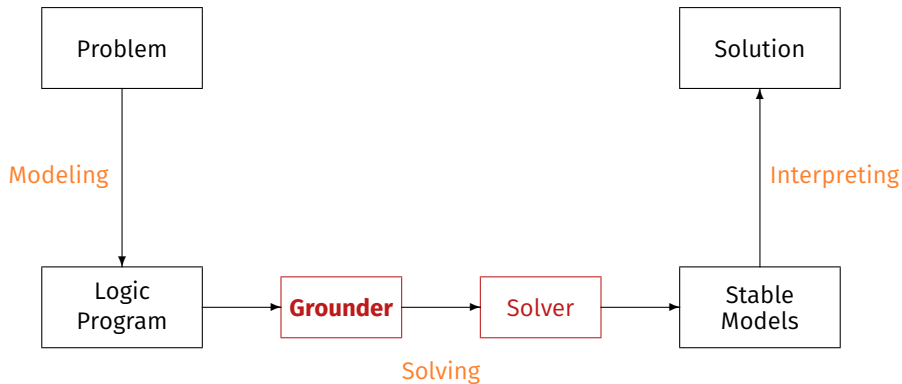 Problem
Solution
Modeling
Interpreting
Logic
Program
Grounder
Solver
Stable
Models
Solving